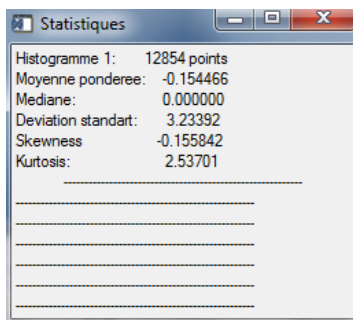 Statistiques
Histogramme 1: 12854 points
Moyenne ponderee: -0.154466
Mediane: 0.000000
Deviation standart: 3.23392
Skewness -0.155842
Kurtosis: 2.53701